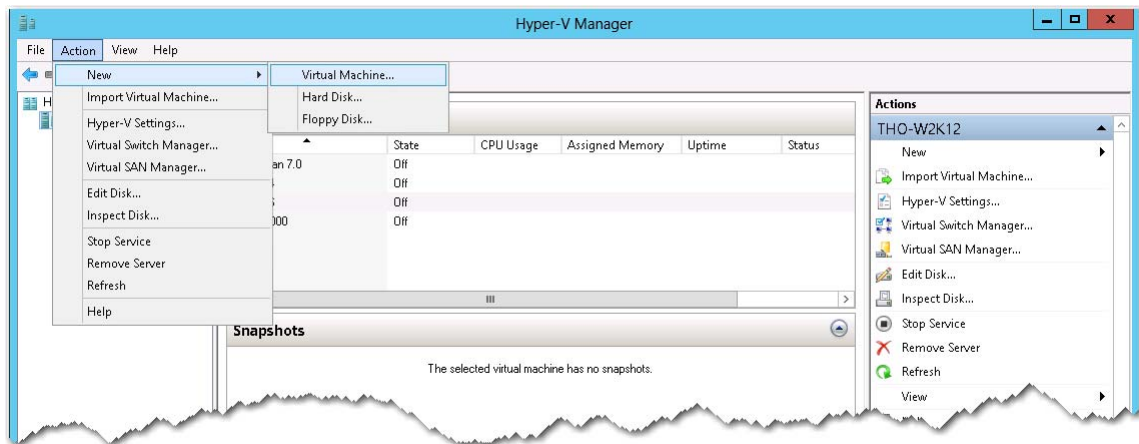 Hyper-V Manager
File Action View Help
New
Virtual Machine...
Hard Disk...
Floppy Disk...
Import Virtual Machine...
Hyper-V Settings...
Virtual Switch Manager...
Virtual SAN Manager...
Edit Disk...
Inspect Disk...
Stop Service
Remove Server
Refresh
Help
H
State CPU Usage Assigned Memory Uptime Status
an 7.0 Off
Off
Off
000 Off
Snapshots
The selected virtual machine has no snapshots.
Actions
THO-W2K12
New
Import Virtual Machine...
Hyper-V Settings...
Virtual Switch Manager...
Virtual SAN Manager...
Edit Disk...
Inspect Disk...
Stop Service
Remove Server
Refresh
View